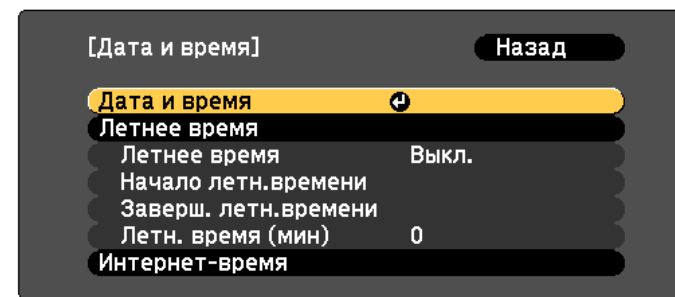 [Дата и время] Назад
Дата и время
Летнее время
Летнее время Выкл.
Начало летн.времени
Заверш. летн.времени
Летн. время (мин) 0
Интернет-время